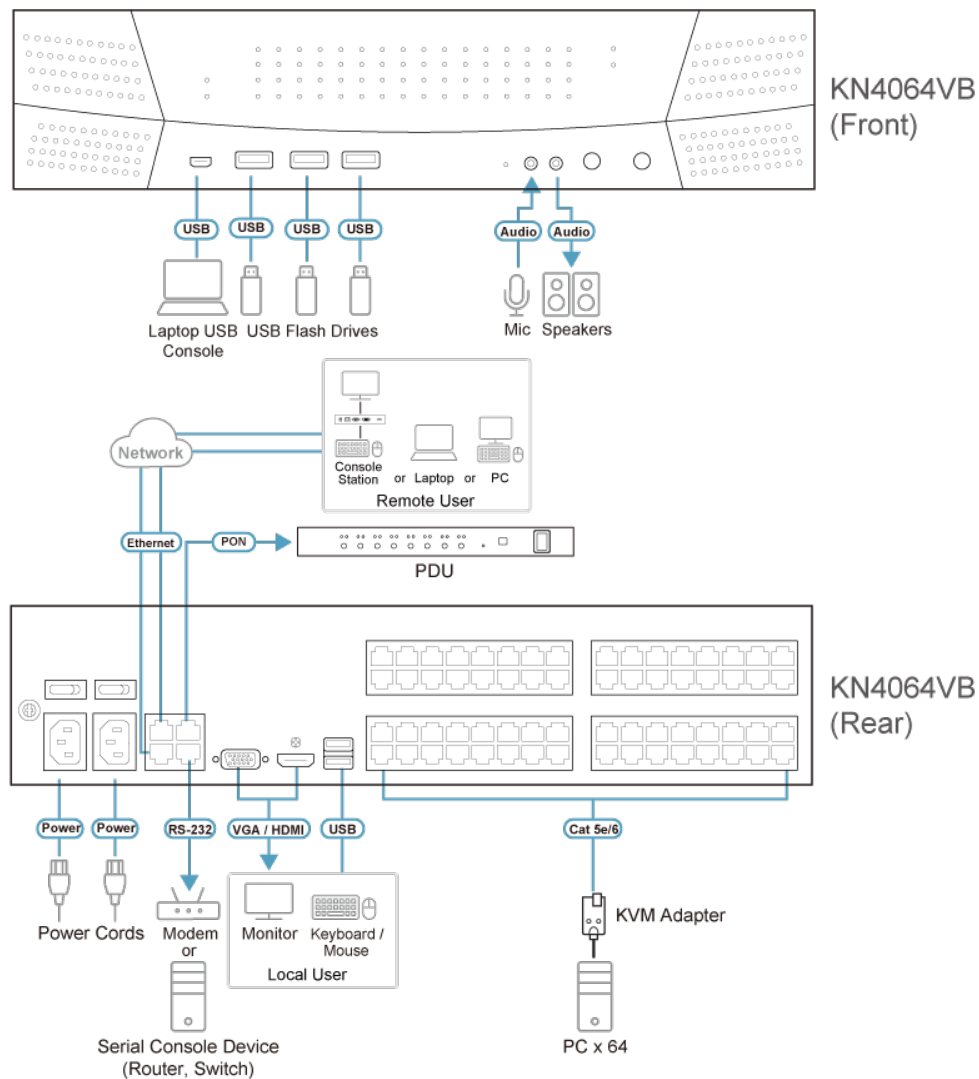 KN4064VB
(Front)
USB
USB
USB
USB
Audio
Audio
Laptop USB
Console
USB Flash Drives
Mic
Speakers
Network
Console
Station
or
Laptop
or
PC
Remote User
Ethernet
PON
PDU
KN4064VB
(Rear)
Power
Power
RS-232
VGA / HDMI
USB
Cat 5e/6
Power Cords
Modem
or
Monitor
Keyboard /
Mouse
Local User
KVM Adapter
Serial Console Device
(Router, Switch)
PC x 64